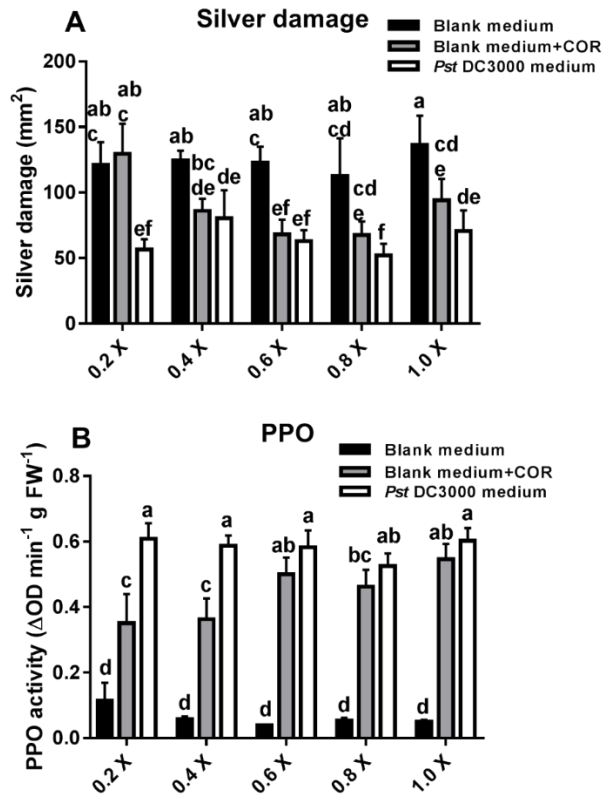 A Silver damage
Blank medium
Blank medium+COR
Pst DC3000 medium
Silver damage (mm²)
200
150
100
50
0
ab
c
ab
c
ef
ab
bc
de
de
ab
c
ef
ef
ab
cd
cd
e
f
a
cd
e
de
0.2 X
0.4 X
0.6 X
0.8 X
1.0 X
B PPO
Blank medium
Blank medium+COR
Pst DC3000 medium
PPO activity (ΔOD min⁻¹ g FW⁻¹)
0.8
0.6
0.4
0.2
0.0
d
c
a
d
c
a
d
ab
a
d
bc
ab
d
ab
a
0.2 X
0.4 X
0.6 X
0.8 X
1.0 X